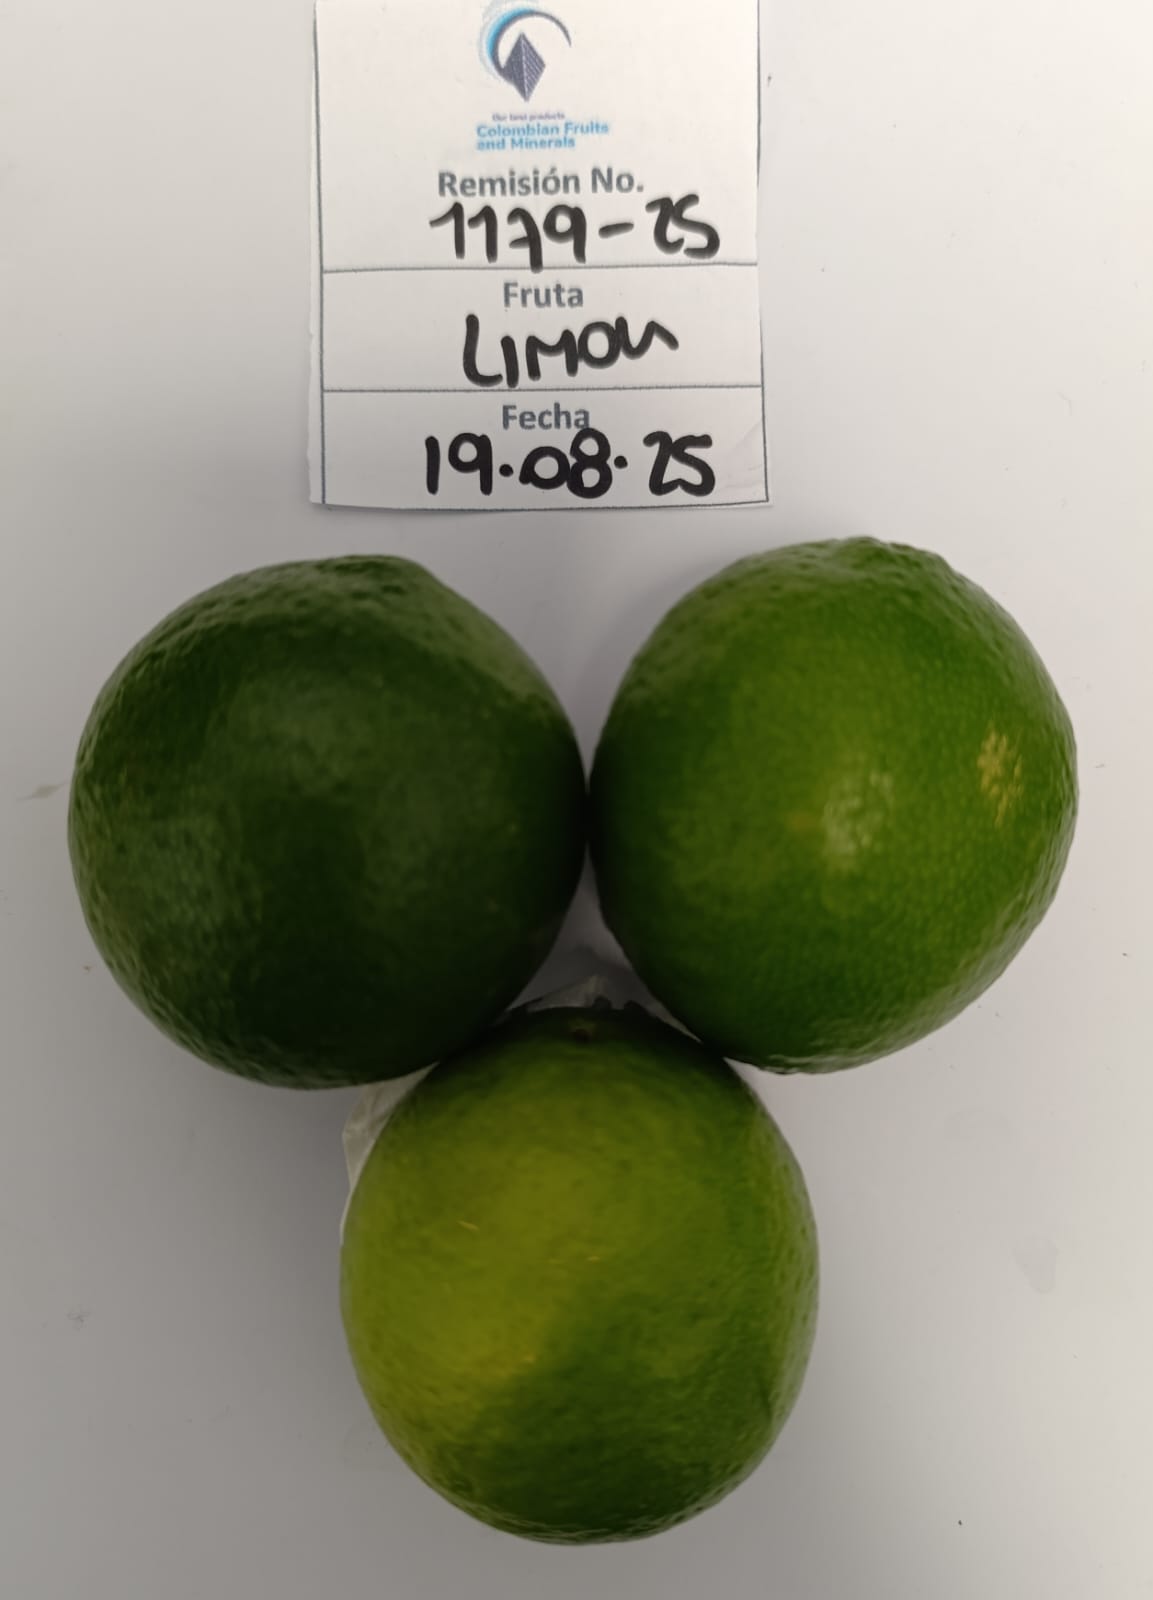 Our best products
Colombian Fruits
and Minerals
Remisión No.
1179-25
Fruta
LIMON
Fecha
19.08.25